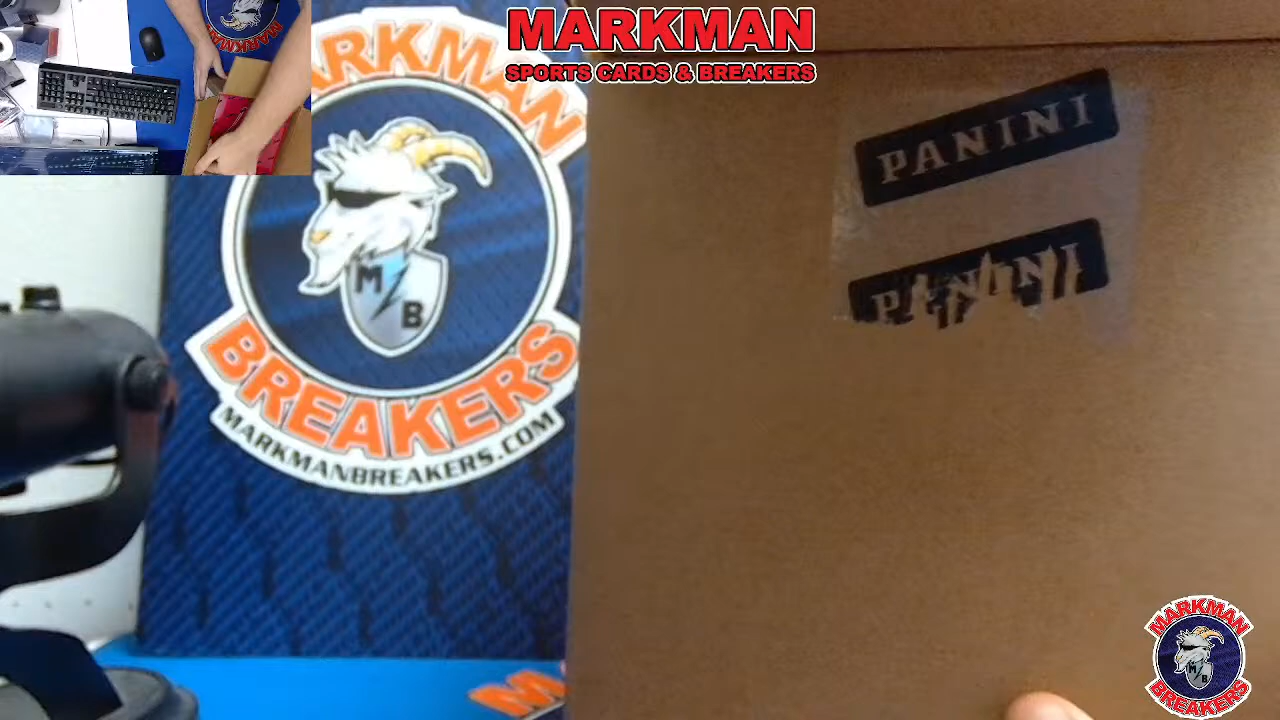 MARKMAN
SPORTS CARDS & BREAKERS
MARKMAN
M B
BREAKERS
MARKMANBREAKERS.COM
PANINI
PANINI
MARKMAN
M B
BREAKERS